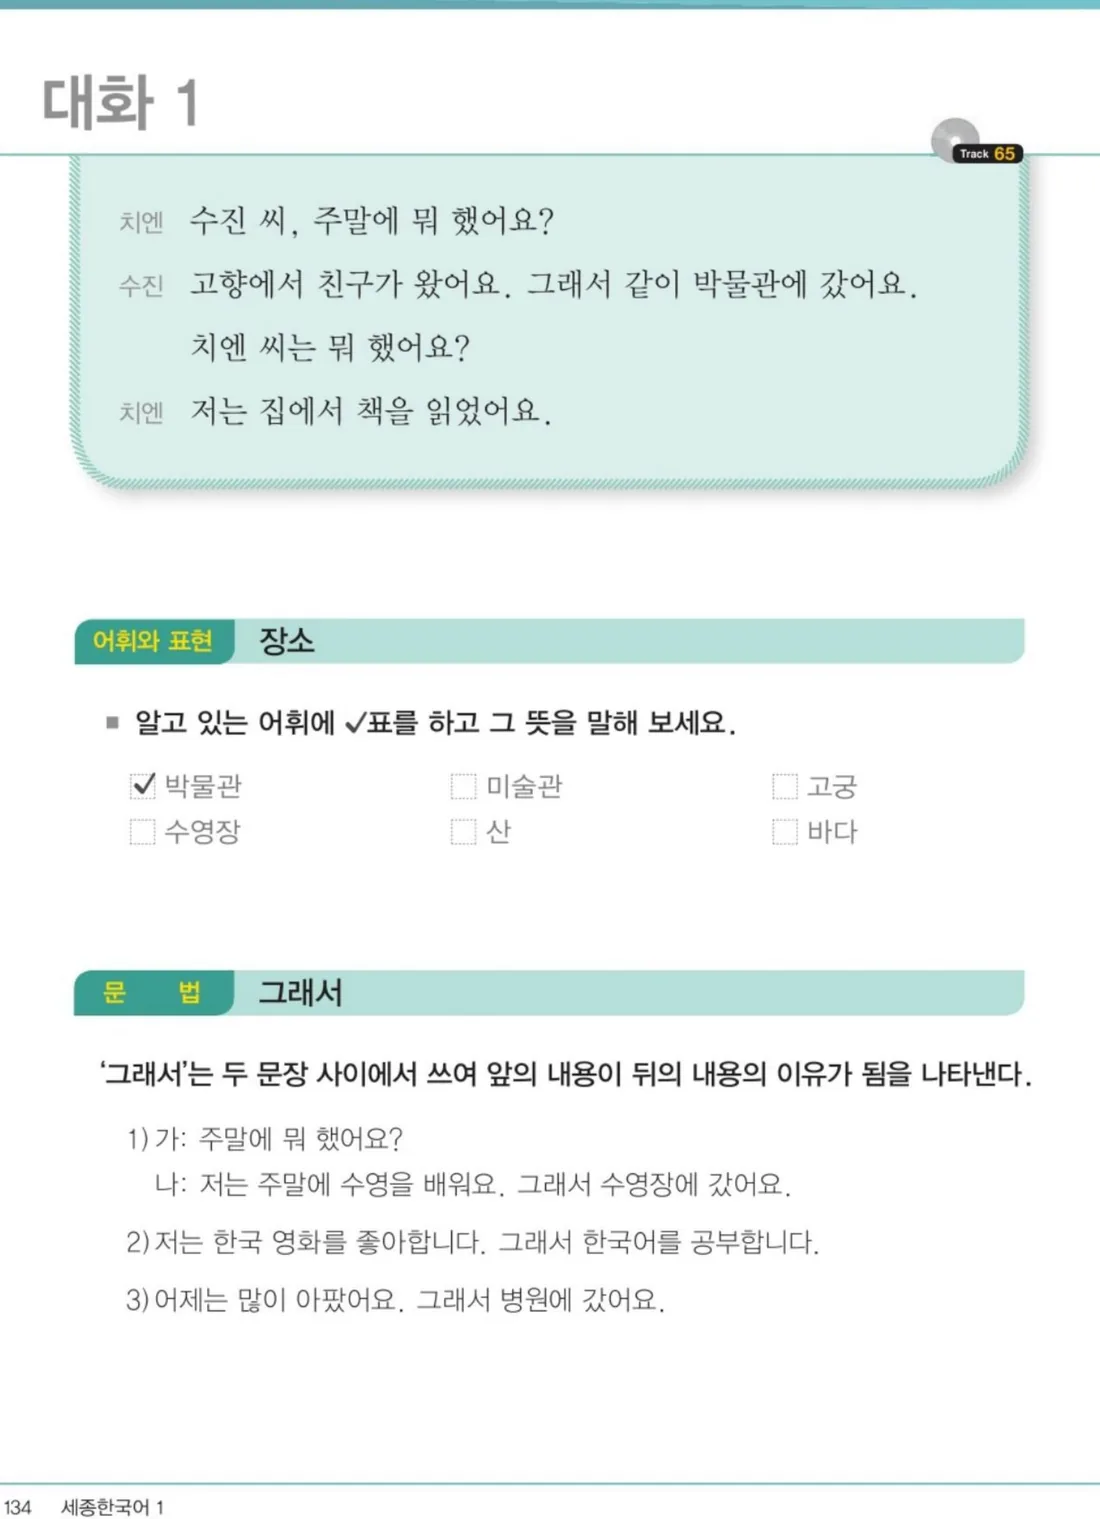 대화 1
Track 65
치엔 수진 씨, 주말에 뭐 했어요?
수진 고향에서 친구가 왔어요. 그래서 같이 박물관에 갔어요.
치엔 씨는 뭐 했어요?
치엔 저는 집에서 책을 읽었어요.
어휘와 표현 장소
■ 알고 있는 어휘에 ✓표를 하고 그 뜻을 말해 보세요.
✓ 박물관 미술관 고궁
수영장 산 바다
문 법 그래서
‘그래서’는 두 문장 사이에서 쓰여 앞의 내용이 뒤의 내용의 이유가 됨을 나타낸다.
1) 가: 주말에 뭐 했어요?
나: 저는 주말에 수영을 배워요. 그래서 수영장에 갔어요.
2) 저는 한국 영화를 좋아합니다. 그래서 한국어를 공부합니다.
3) 어제는 많이 아팠어요. 그래서 병원에 갔어요.
134 세종한국어 1